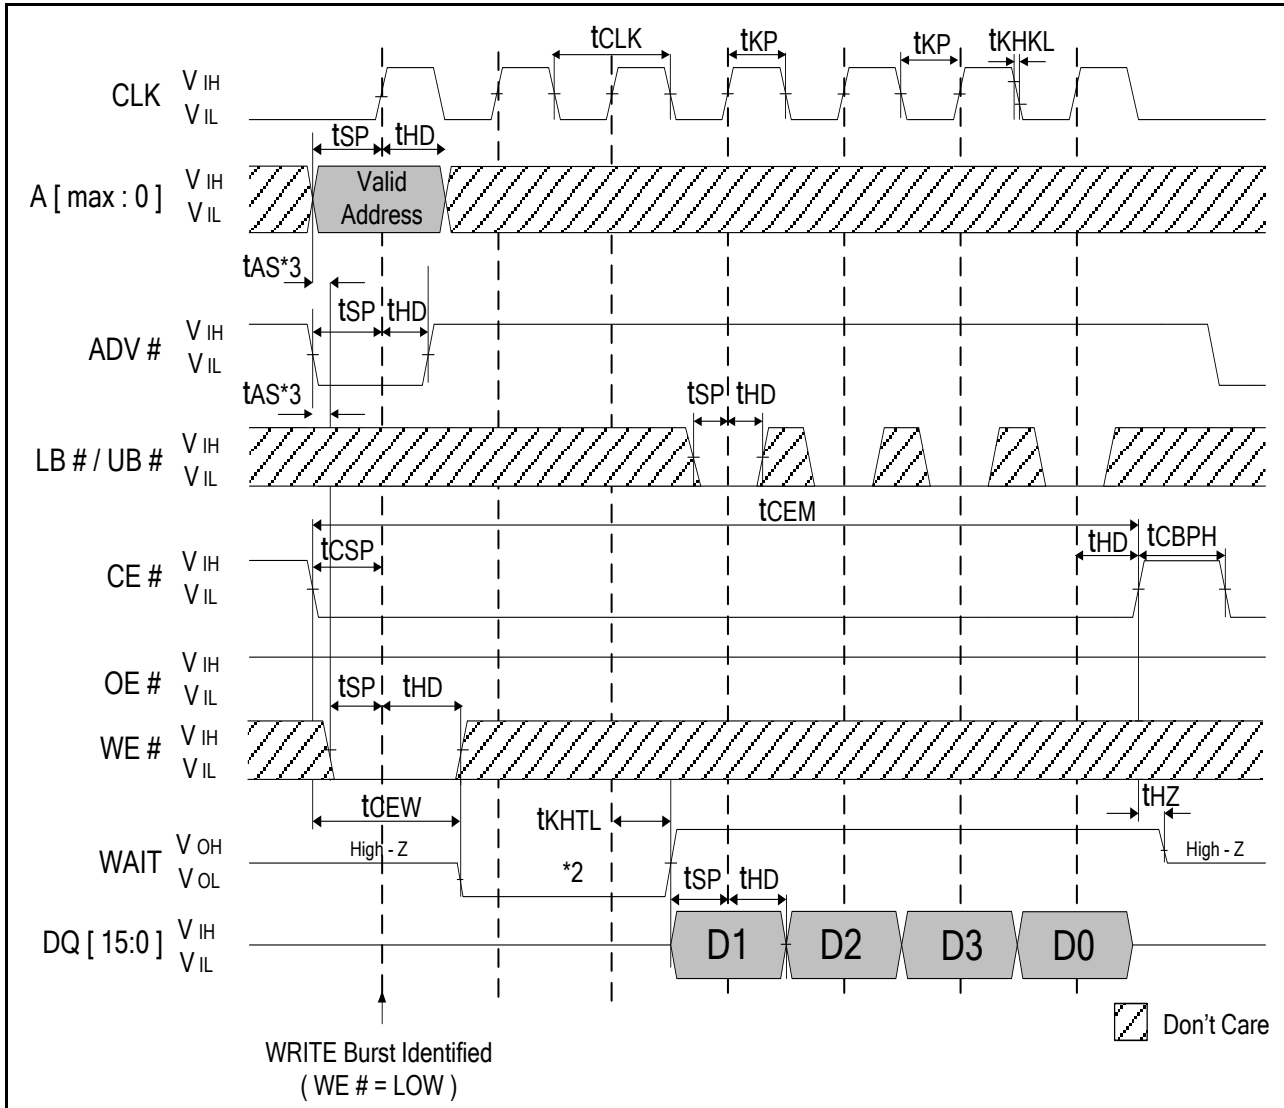 tCLK tKP tKP tKHKL
CLK V IH
V IL
tSP tHD
A [ max : 0 ] V IH
V IL
Valid
Address
tAS*3
tSP tHD
ADV # V IH
V IL
tAS*3
tSP tHD
LB # / UB # V IH
V IL
tCEM
tCSP tHD tCBPH
CE # V IH
V IL
OE # V IH
V IL
tSP tHD
WE # V IH
V IL
tCEW tKHTL tHZ
WAIT V OH
V OL
High - Z *2 High - Z
tSP tHD
DQ [ 15:0 ] V IH
V IL
D1 D2 D3 D0
Don't Care
WRITE Burst Identified
( WE # = LOW )